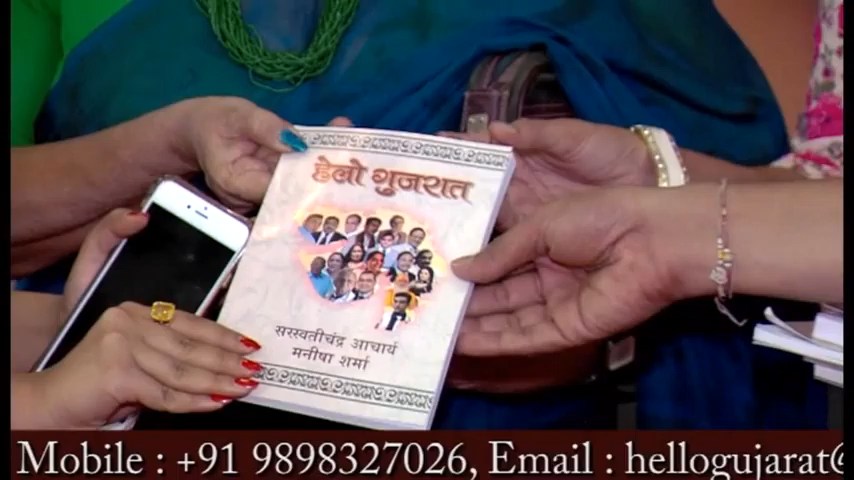 हेलो गुजरात
सरस्वतीचंद्र आचार्य
मनीषा शर्मा
Mobile : +91 9898327026, Email : hellogujarat@